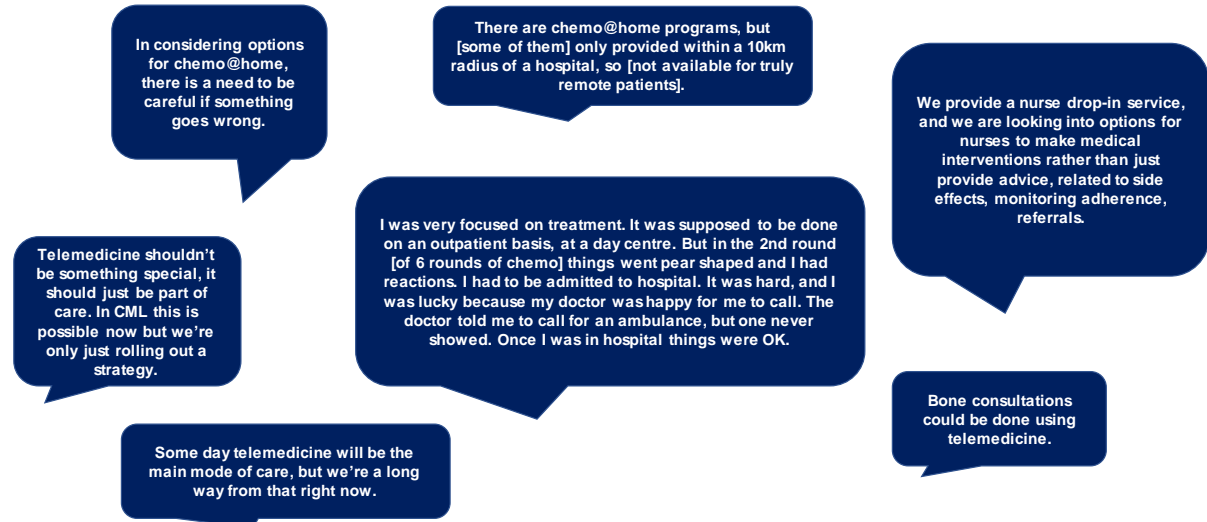 In considering options
for chemo@home,
there is a need to be
careful if something
goes wrong.
There are chemo@home programs, but
[some of them] only provided within a 10km
radius of a hospital, so [not available for truly
remote patients].
We provide a nurse drop-in service,
and we are looking into options for
nurses to make medical
interventions rather than just
provide advice, related to side
effects, monitoring adherence,
referrals.
I was very focused on treatment. It was supposed to be done
on an outpatient basis, at a day centre. But in the 2nd round
[of 6 rounds of chemo] things went pear shaped and I had
reactions. I had to be admitted to hospital. It was hard, and I
was lucky because my doctor was happy for me to call. The
doctor told me to call for an ambulance, but one never
showed. Once I was in hospital things were OK.
Telemedicine shouldn't
be something special, it
should just be part of
care. In CML this is
possible now but we're
only just rolling out a
strategy.
Bone consultations
could be done using
telemedicine.
Some day telemedicine will be the
main mode of care, but we're a long
way from that right now.